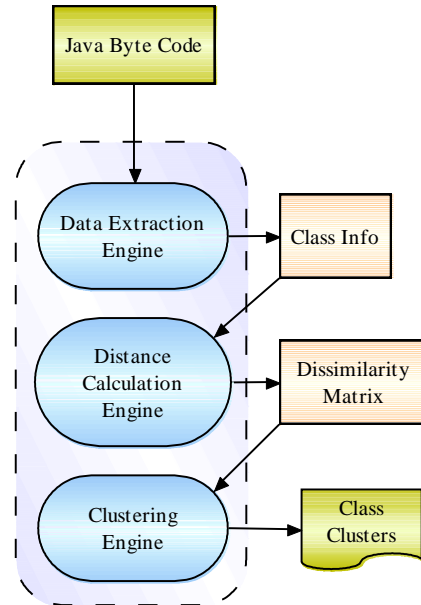 Java Byte Code
Data Extraction
Engine
Class Info
Distance
Calculation
Engine
Dissimilarity
Matrix
Clustering
Engine
Class
Clusters